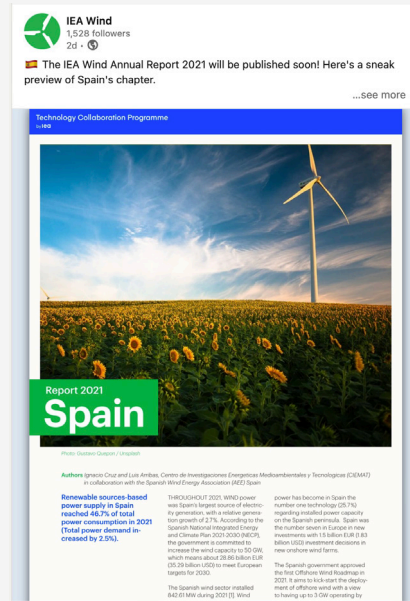 IEA Wind
1,528 followers
2d •
The IEA Wind Annual Report 2021 will be published soon! Here's a sneak
preview of Spain's chapter.
...see more
Technology Collaboration Programme
by iea
Report 2021
Spain
Photo: Gustavo Quepon / Unsplash
Authors Ignacio Cruz and Luis Arribas, Centro de Investigaciones Energeticas Medioambientales y Tecnologicas (CIEMAT)
in collaboration with the Spanish Wind Energy Association (AEE) Spain
Renewable sources-based
power supply in Spain
reached 46.7% of total
power consumption in 2021
(Total power demand in-
creased by 2.5%).
THROUGHOUT 2021, WIND power
was Spain's largest source of electric-
ity generation, with a relative genera-
tion growth of 2.7%. According to the
Spanish National Integrated Energy
and Climate Plan 2021-2030 (NECP),
the government is committed to
increase the wind capacity to 50 GW,
which means about 28.86 billion EUR
(35.29 billion USD) to meet European
targets for 2030.
The Spanish wind sector installed
842.61 MW during 2021 [1]. Wind
power has become in Spain the
number one technology (25.7%)
regarding installed power capacity
on the Spanish peninsula. Spain was
the number seven in Europe in new
investments with 1.5 billion EUR (1.83
billion USD) investment decisions in
new onshore wind farms.
The Spanish government approved
the first Offshore Wind Roadmap in
2021. It aims to kick-start the deploy-
ment of offshore wind with a view
to having up to 3 GW operating by